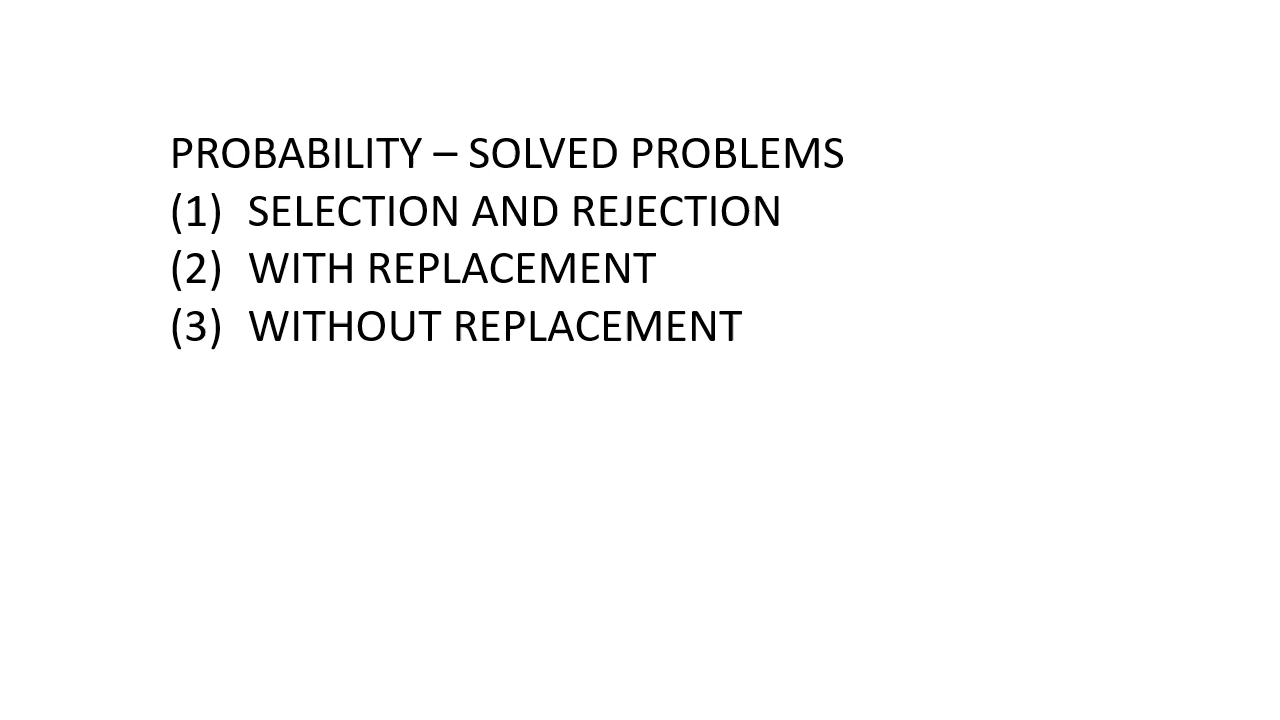 PROBABILITY – SOLVED PROBLEMS
(1) SELECTION AND REJECTION
(2) WITH REPLACEMENT
(3) WITHOUT REPLACEMENT